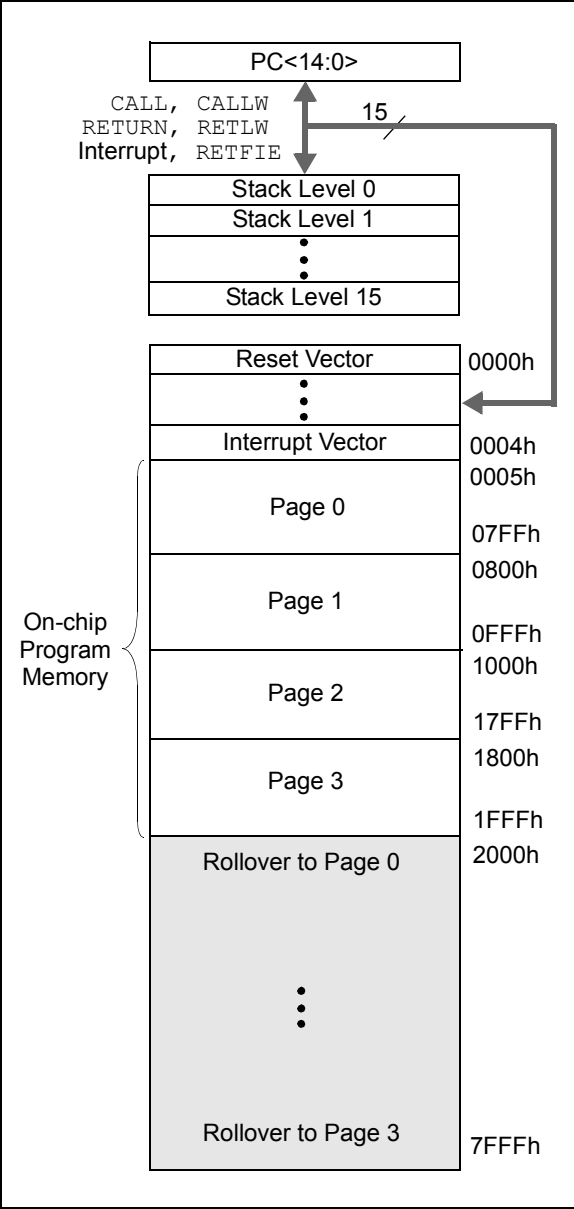 PC<14:0>
CALL, CALLW
15
RETURN, RETLW
Interrupt, RETFIE
Stack Level 0
Stack Level 1
Stack Level 15
Reset Vector
0000h
Interrupt Vector
0004h
0005h
Page 0
07FFh
0800h
Page 1
On-chip
Program
Memory
0FFFh
1000h
Page 2
17FFh
1800h
Page 3
1FFFh
Rollover to Page 0
2000h
Rollover to Page 3
7FFFh